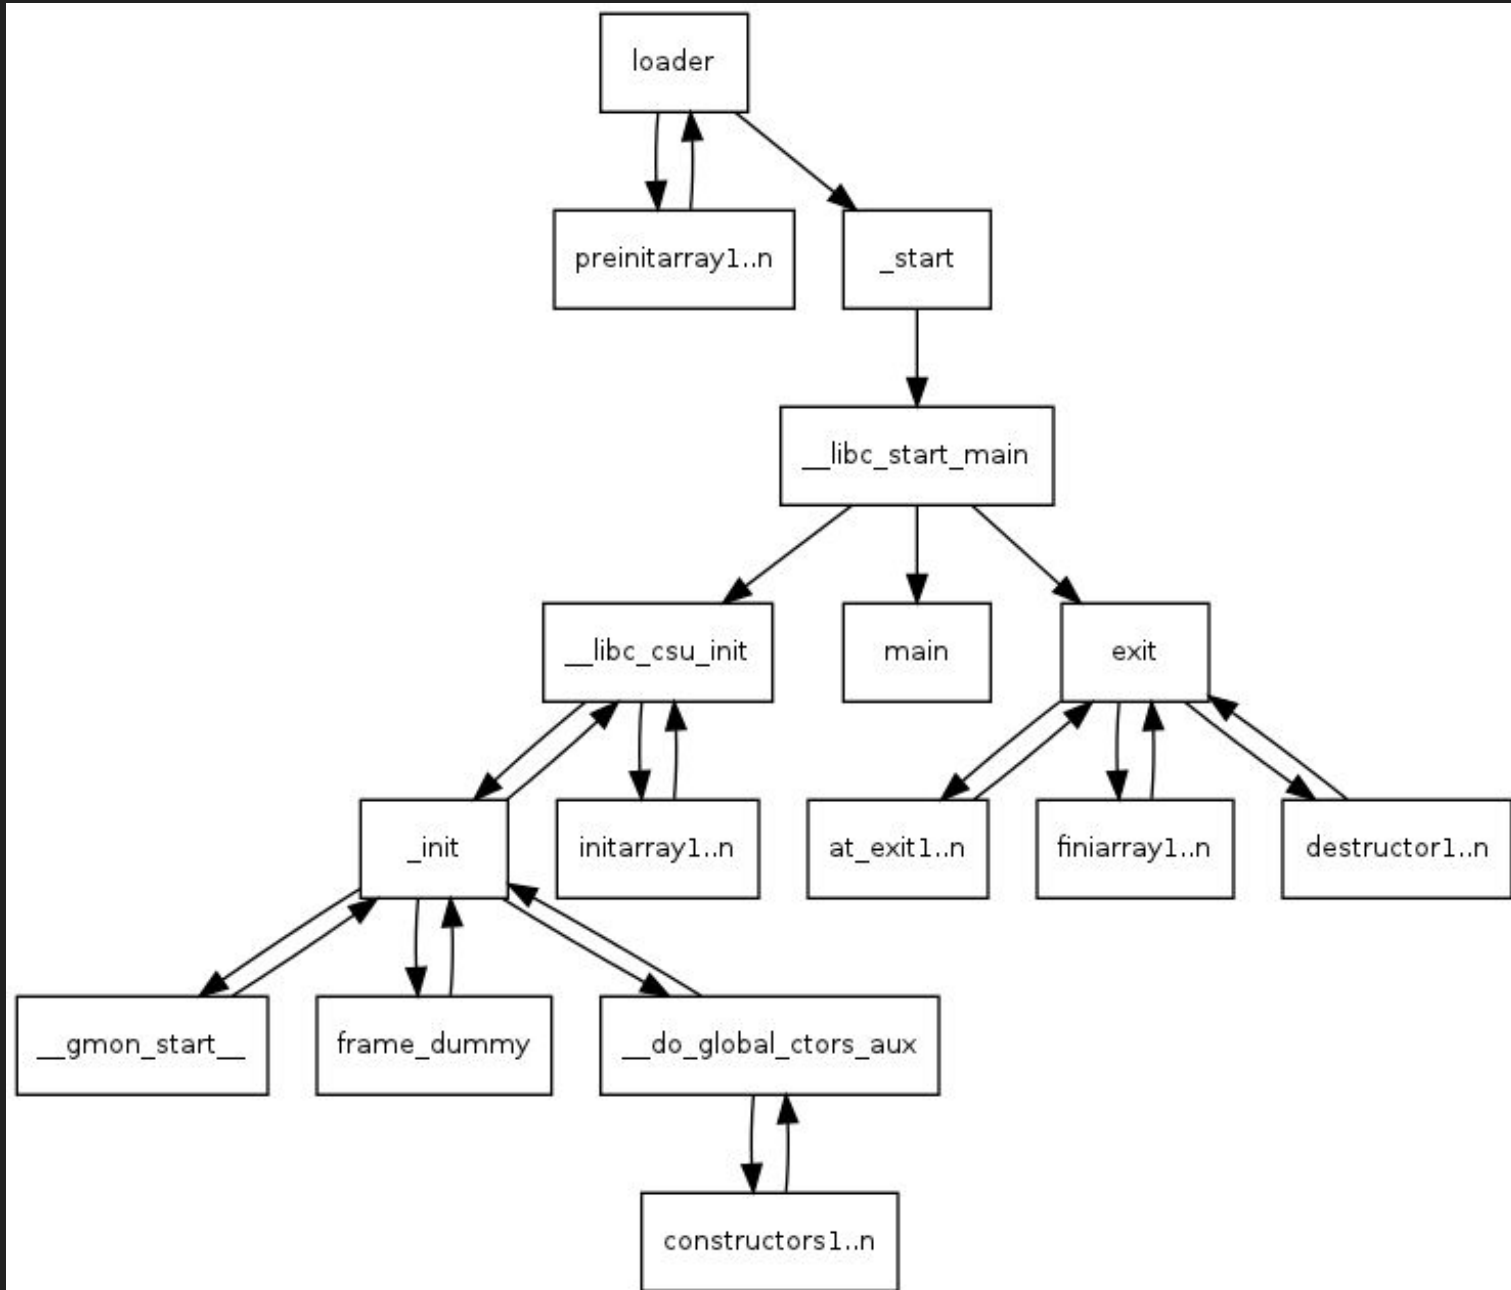 loader
preinitarray1..n
_start
__libc_start_main
__libc_csu_init
main
exit
_init
initarray1..n
at_exit1..n
finiarray1..n
destructor1..n
__gmon_start__
frame_dummy
__do_global_ctors_aux
constructors1..n